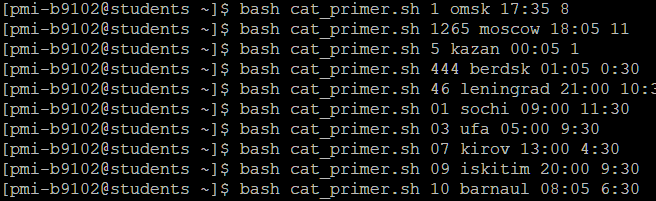 [pmi-b9102@students ~]$ bash cat_primer.sh 1 omsk 17:35 8
[pmi-b9102@students ~]$ bash cat_primer.sh 1265 moscow 18:05 11
[pmi-b9102@students ~]$ bash cat_primer.sh 5 kazan 00:05 1
[pmi-b9102@students ~]$ bash cat_primer.sh 444 berdsk 01:05 0:30
[pmi-b9102@students ~]$ bash cat_primer.sh 46 leningrad 21:00
[pmi-b9102@students ~]$ bash cat_primer.sh 01 sochi 09:00 11:30
[pmi-b9102@students ~]$ bash cat_primer.sh 03 ufa 05:00 9:30
[pmi-b9102@students ~]$ bash cat_primer.sh 07 kirov 13:00 4:30
[pmi-b9102@students ~]$ bash cat_primer.sh 09 iskitim 20:00 9:30
[pmi-b9102@students ~]$ bash cat_primer.sh 10 barnaul 08:05 6:30